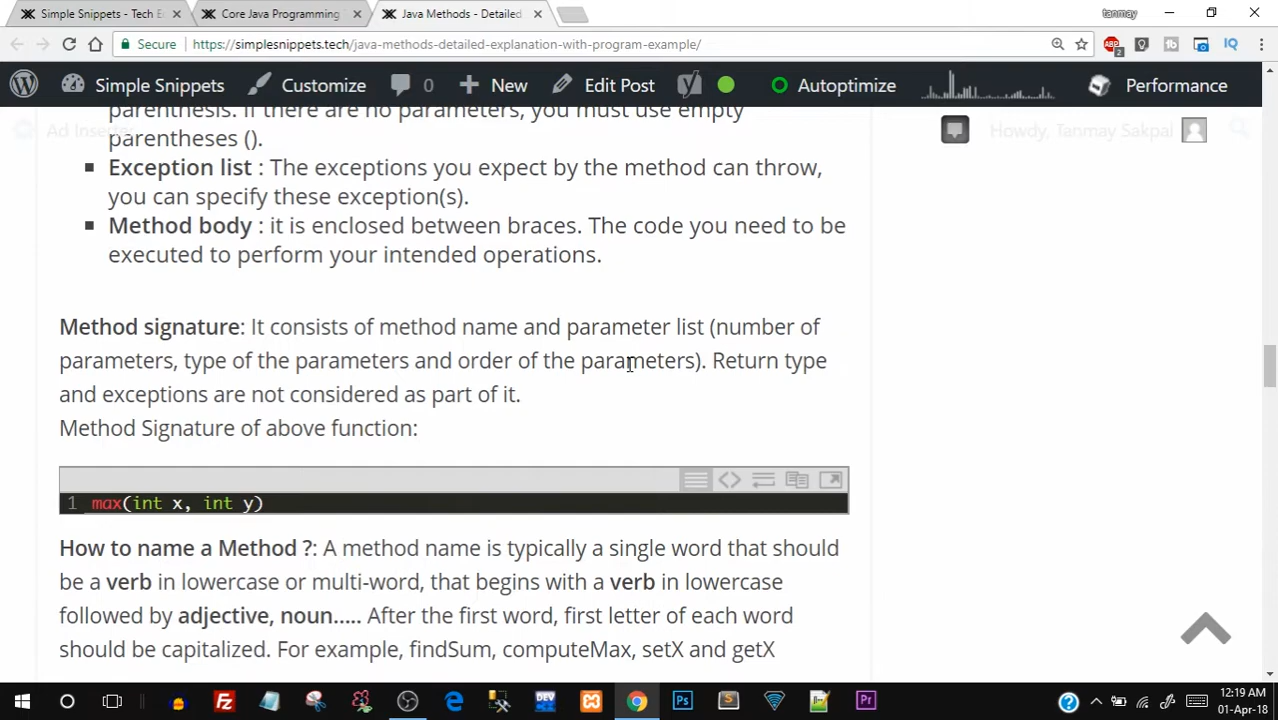 Simple Snippets - Tech E
Core Java Programming
Java Methods - Detailed
tanmay
Secure
https://simplesnippets.tech/java-methods-detailed-explanation-with-program-example/
Simple Snippets
Customize
0
New
Edit Post
Autoptimize
Performance
Ad Inserter
Howdy, Tanmay Sakpal
parenthesis. If there are no parameters, you must use empty
parentheses ().
Exception list : The exceptions you expect by the method can throw,
you can specify these exception(s).
Method body : it is enclosed between braces. The code you need to be
executed to perform your intended operations.
Method signature: It consists of method name and parameter list (number of
parameters, type of the parameters and order of the parameters). Return type
and exceptions are not considered as part of it.
Method Signature of above function:
1 max(int x, int y)
How to name a Method ?: A method name is typically a single word that should
be a verb in lowercase or multi-word, that begins with a verb in lowercase
followed by adjective, noun..... After the first word, first letter of each word
should be capitalized. For example, findSum, computeMax, setX and getX
12:19 AM
01-Apr-18